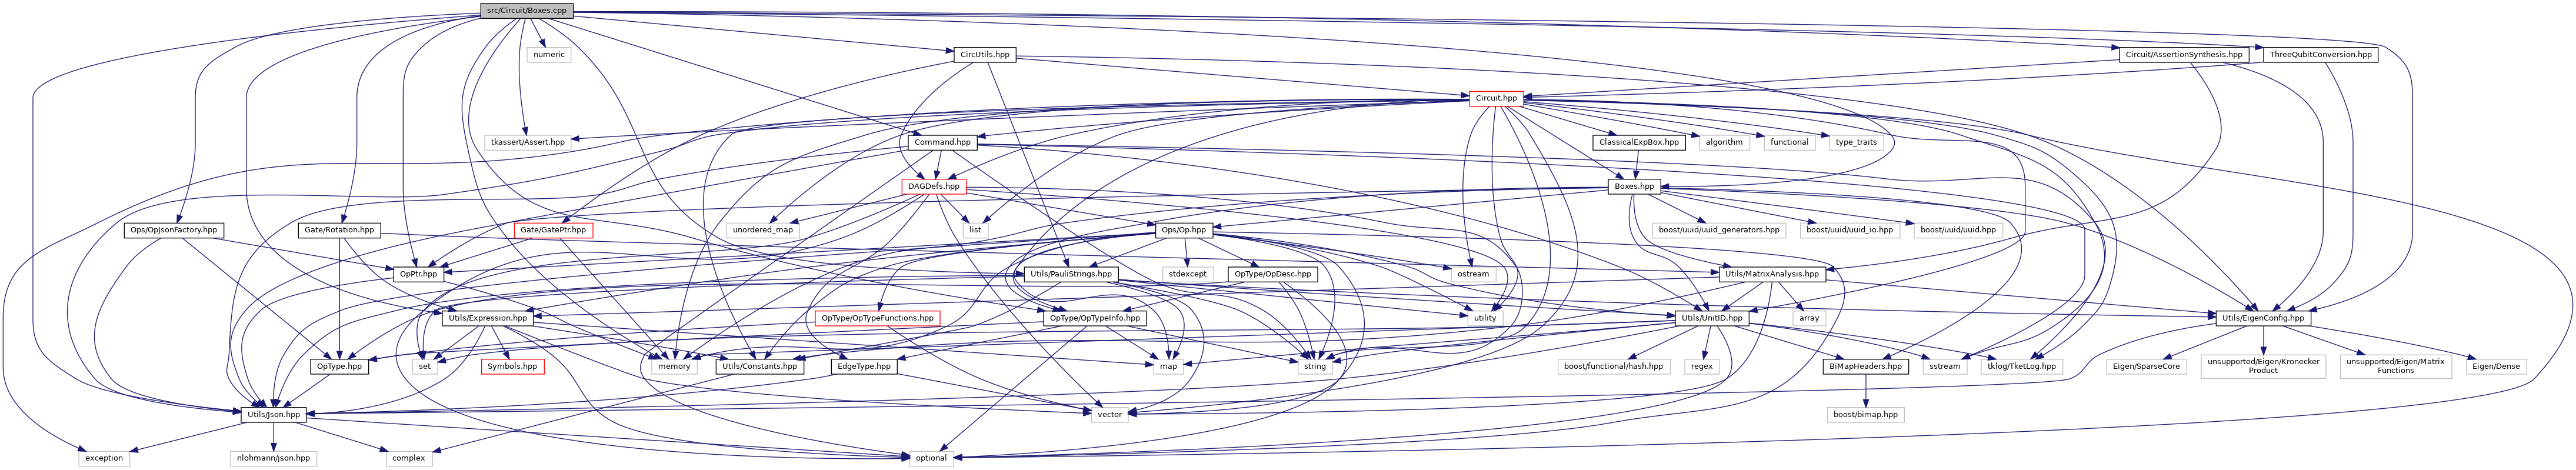 src/Circuit/Boxes.cpp
numeric
CircUtils.hpp
Circuit/AssertionSynthesis.hpp
ThreeQubitConversion.hpp
Circuit.hpp
tkassert/Assert.hpp
Command.hpp
ClassicalExpBox.hpp
algorithm
functional
type_traits
DAGDefs.hpp
Boxes.hpp
Ops/OpJsonFactory.hpp
Gate/Rotation.hpp
Gate/GatePtr.hpp
unordered_map
list
Ops/Op.hpp
boost/uuid/uuid_generators.hpp
boost/uuid/uuid_io.hpp
boost/uuid/uuid.hpp
OpPtr.hpp
Utils/PauliStrings.hpp
stdexcept
OpType/OpDesc.hpp
ostream
Utils/MatrixAnalysis.hpp
Utils/Expression.hpp
OpType/OpTypeFunctions.hpp
OpType/OpTypeInfo.hpp
utility
Utils/UnitID.hpp
array
Utils/EigenConfig.hpp
OpType.hpp
set
Symbols.hpp
memory
Utils/Constants.hpp
EdgeType.hpp
map
string
boost/functional/hash.hpp
regex
BiMapHeaders.hpp
sstream
tklog/TketLog.hpp
Eigen/SparseCore
unsupported/Eigen/Kronecker
Product
unsupported/Eigen/Matrix
Functions
Eigen/Dense
Utils/Json.hpp
vector
boost/bimap.hpp
exception
nlohmann/json.hpp
complex
optional